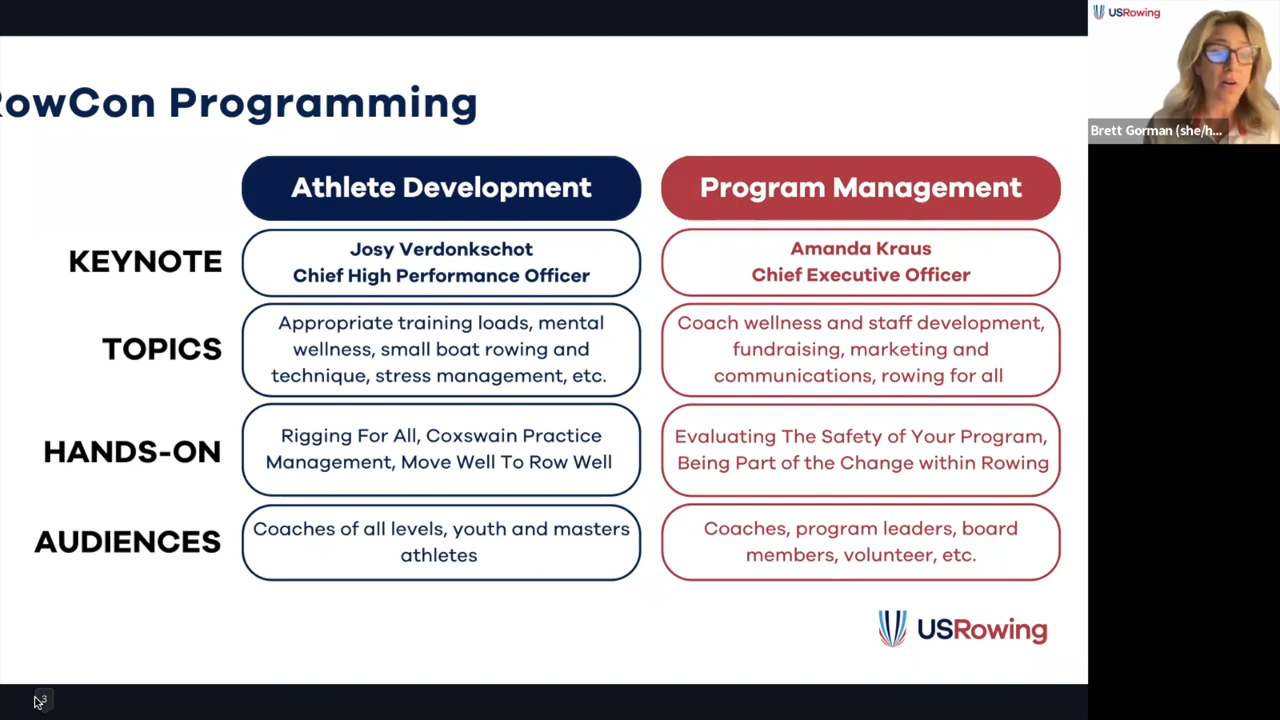 RowCon Programming
Athlete Development
Program Management
KEYNOTE
Josy Verdonkschot
Chief High Performance Officer
Amanda Kraus
Chief Executive Officer
TOPICS
Appropriate training loads, mental
wellness, small boat rowing and
technique, stress management, etc.
Coach wellness and staff development,
fundraising, marketing and
communications, rowing for all
HANDS-ON
Rigging For All, Coxswain Practice
Management, Move Well To Row Well
Evaluating The Safety of Your Program,
Being Part of the Change within Rowing
AUDIENCES
Coaches of all levels, youth and masters
athletes
Coaches, program leaders, board
members, volunteer, etc.
USRowing
USRowing
Brett Gorman (she/h...
3